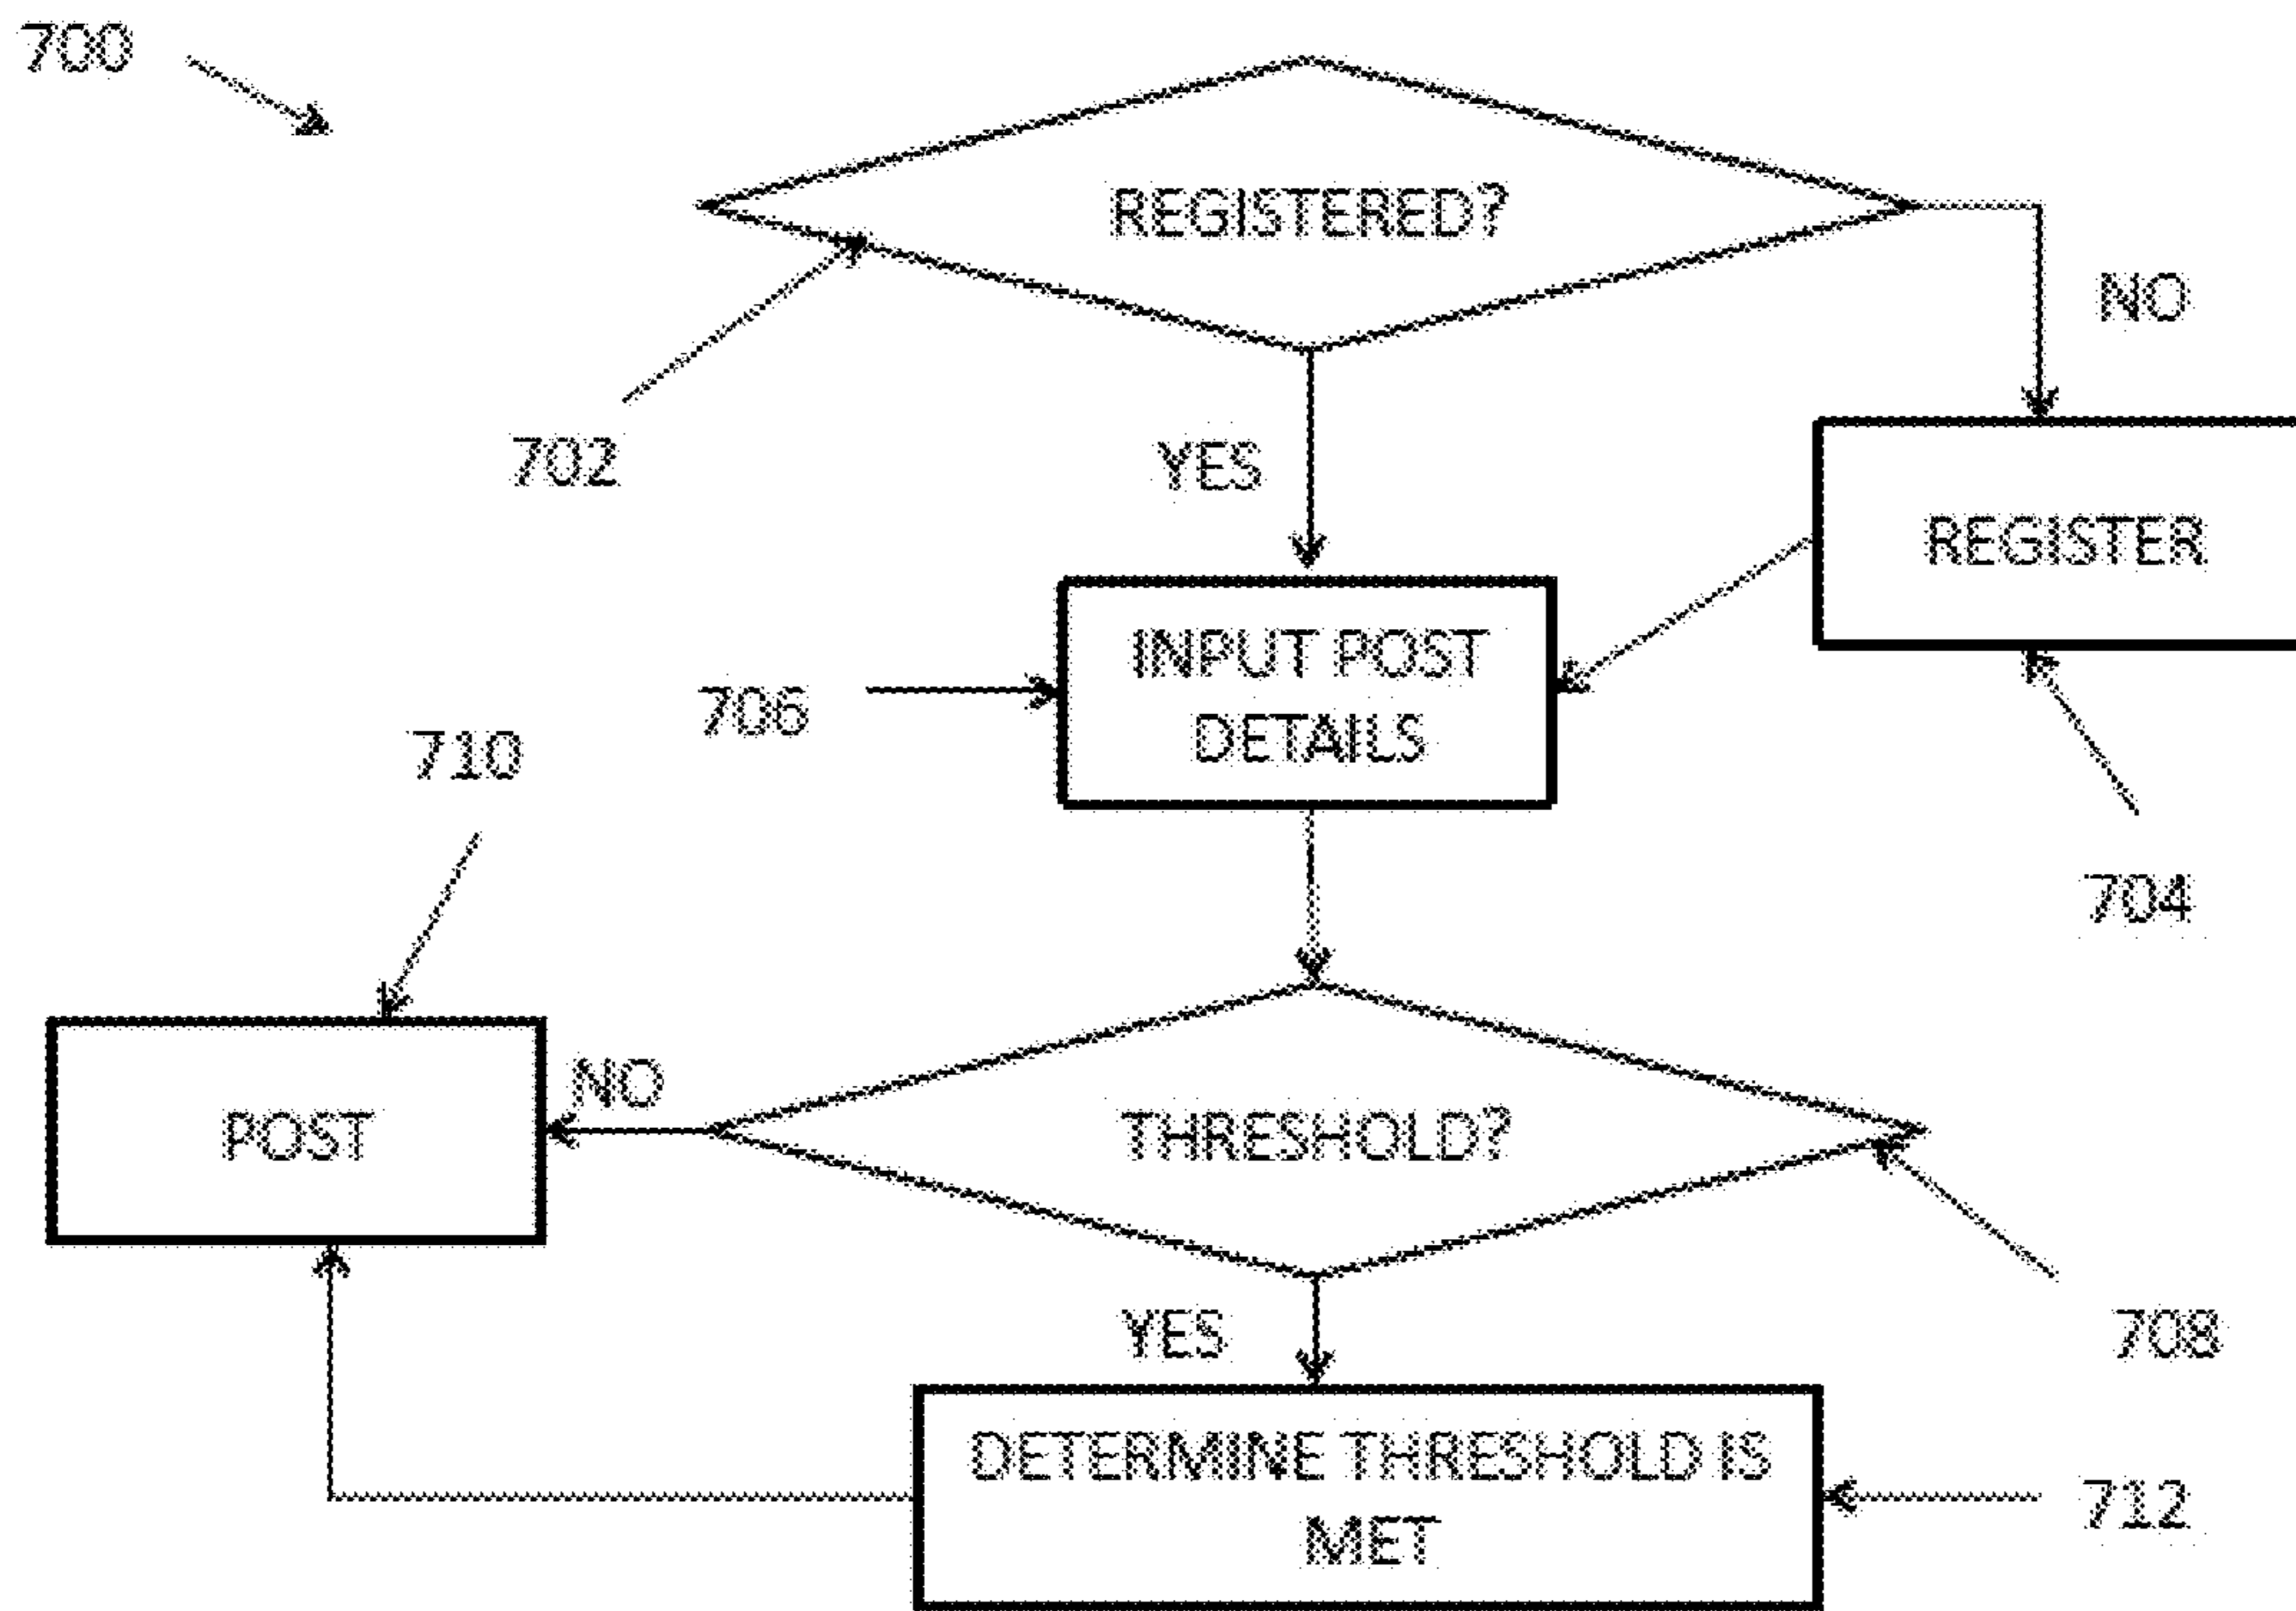 700
REGISTERED?
NO
702
YES
REGISTER
INPUT POST
DETAILS
706
710
704
NO
POST
THRESHOLD?
YES
708
DETERMINE THRESHOLD IS
MET
712